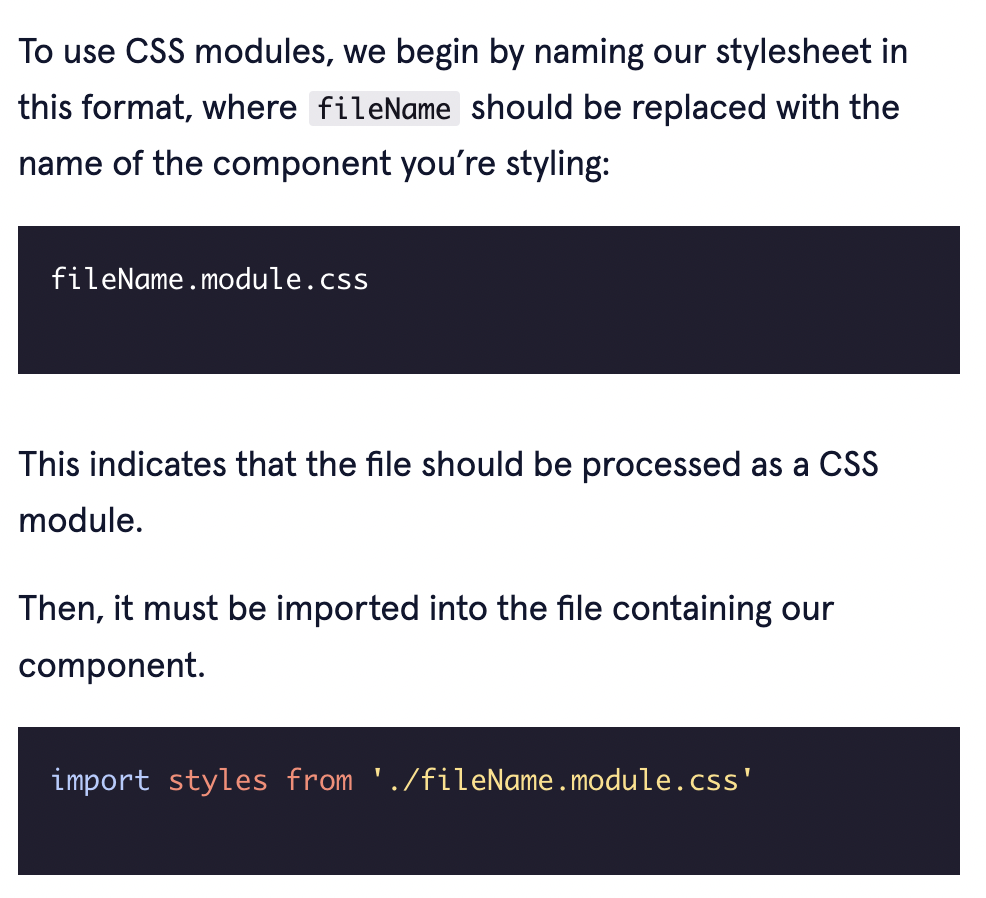 To use CSS modules, we begin by naming our stylesheet in
this format, where fileName should be replaced with the
name of the component you’re styling:
fileName.module.css
This indicates that the file should be processed as a CSS
module.
Then, it must be imported into the file containing our
component.
import styles from './fileName.module.css'